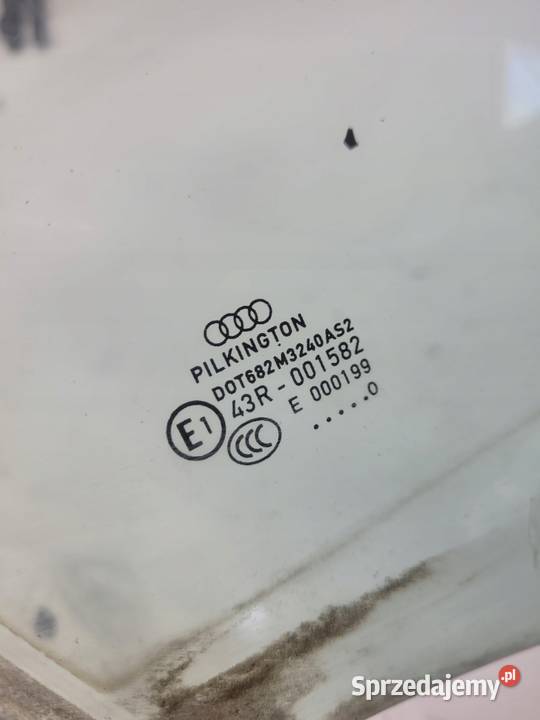 PILKINGTON
DOT682M3240AS2
43R-001582
E1
E 000199
CCC
.....0
Sprzedajemy.pl